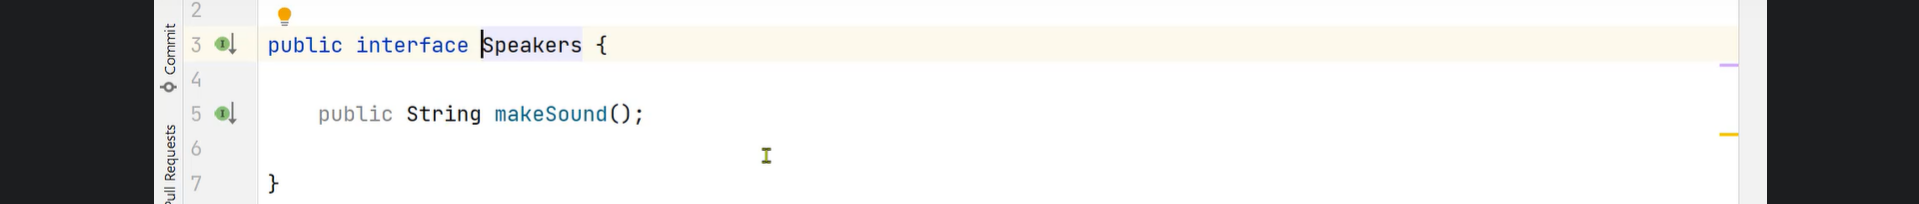 2
Commit
3 public interface Speakers {
4
5 public String makeSound();
6
Pull Requests
7 }